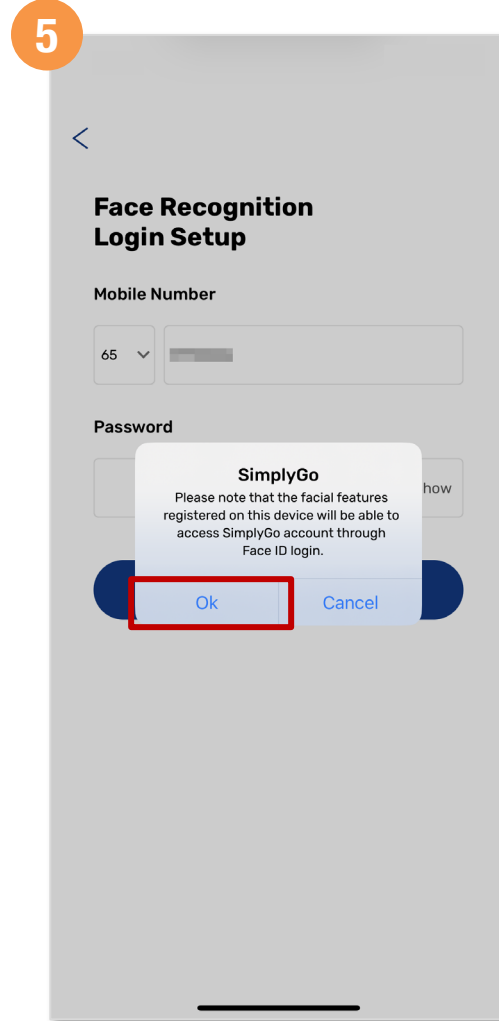 5
Face Recognition
Login Setup
Mobile Number
65
Password
how
SimplyGo
Please note that the facial features
registered on this device will be able to
access SimplyGo account through
Face ID login.
Ok
Cancel